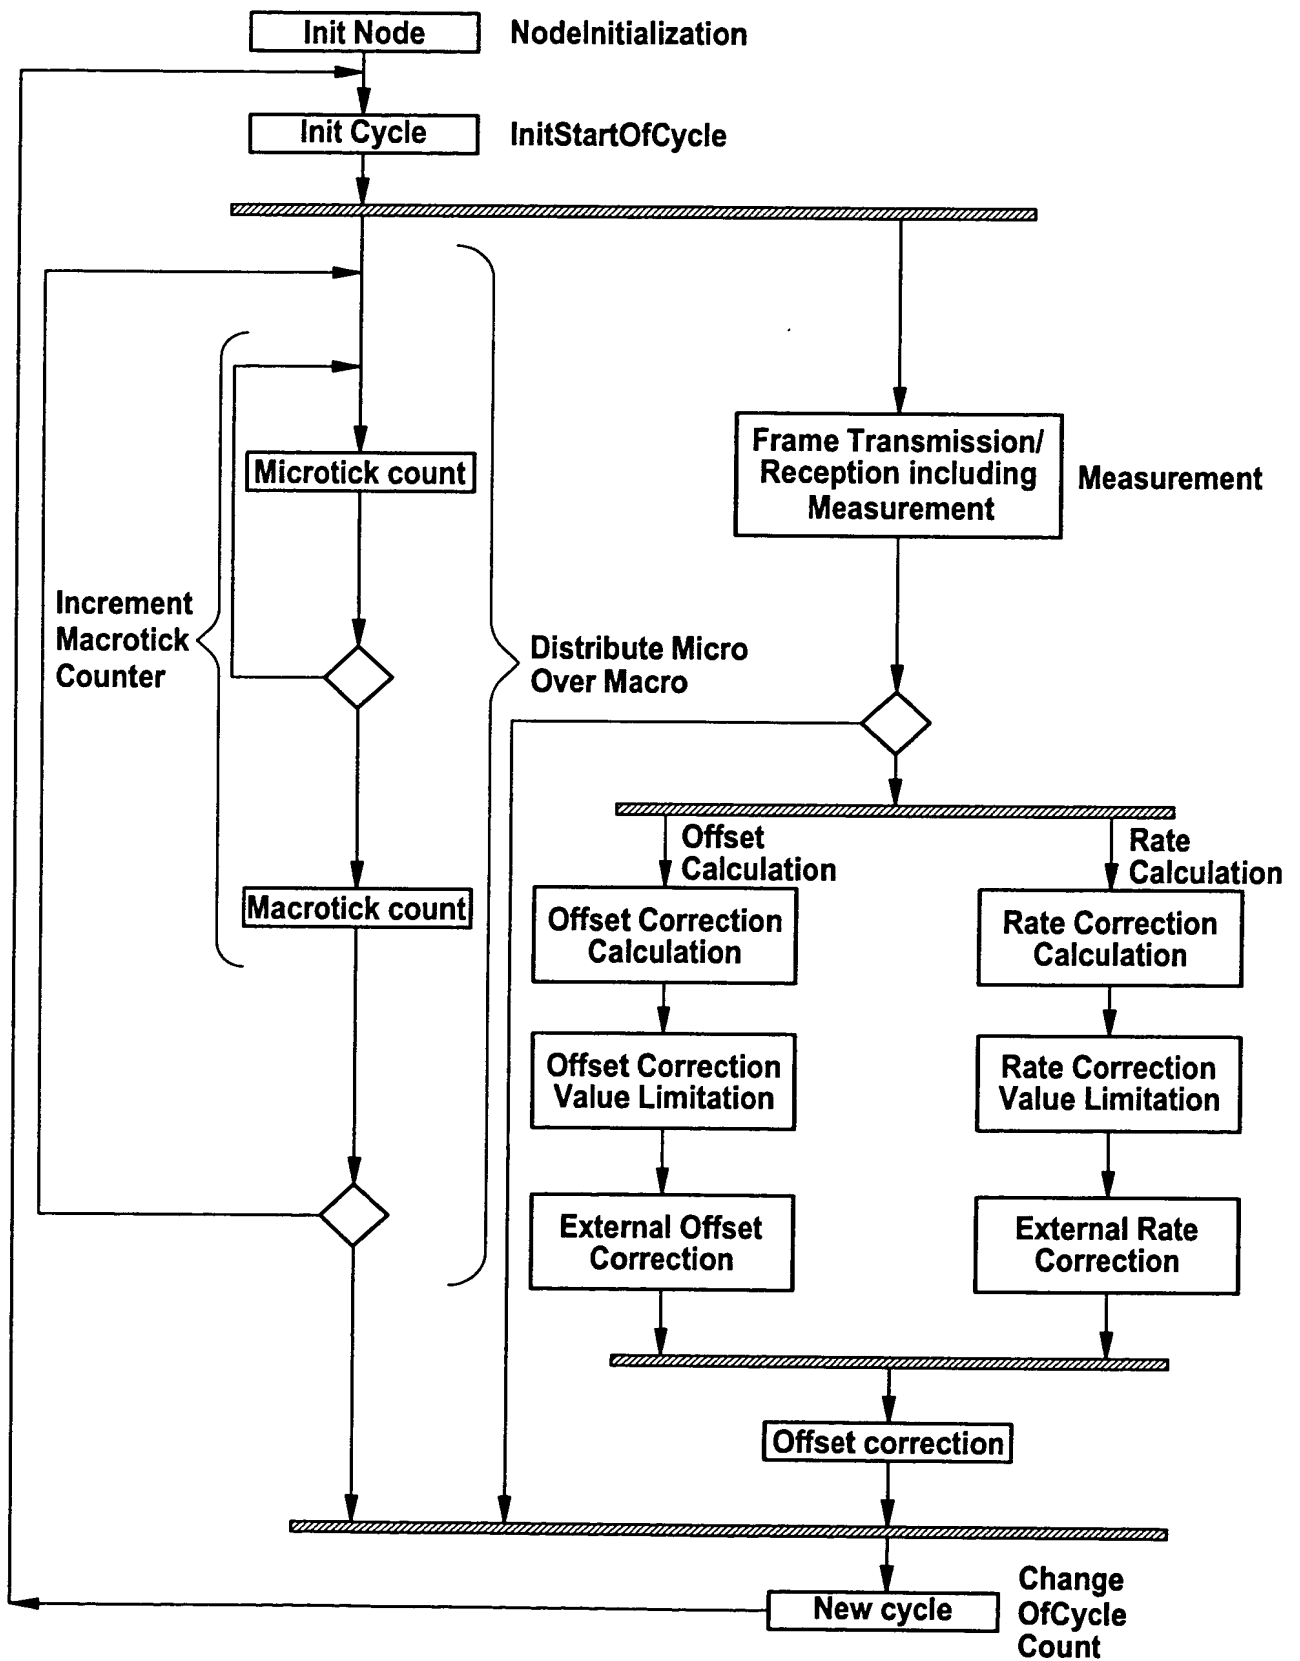 Init Node
NodeInitialization
Init Cycle
InitStartOfCycle
Microtick count
Frame Transmission/
Reception including
Measurement
Measurement
Increment
Macrotick
Counter
Distribute Micro
Over Macro
Offset
Calculation
Rate
Calculation
Macrotick count
Offset Correction
Calculation
Rate Correction
Calculation
Offset Correction
Value Limitation
Rate Correction
Value Limitation
External Offset
Correction
External Rate
Correction
Offset correction
New cycle
Change
OfCycle
Count